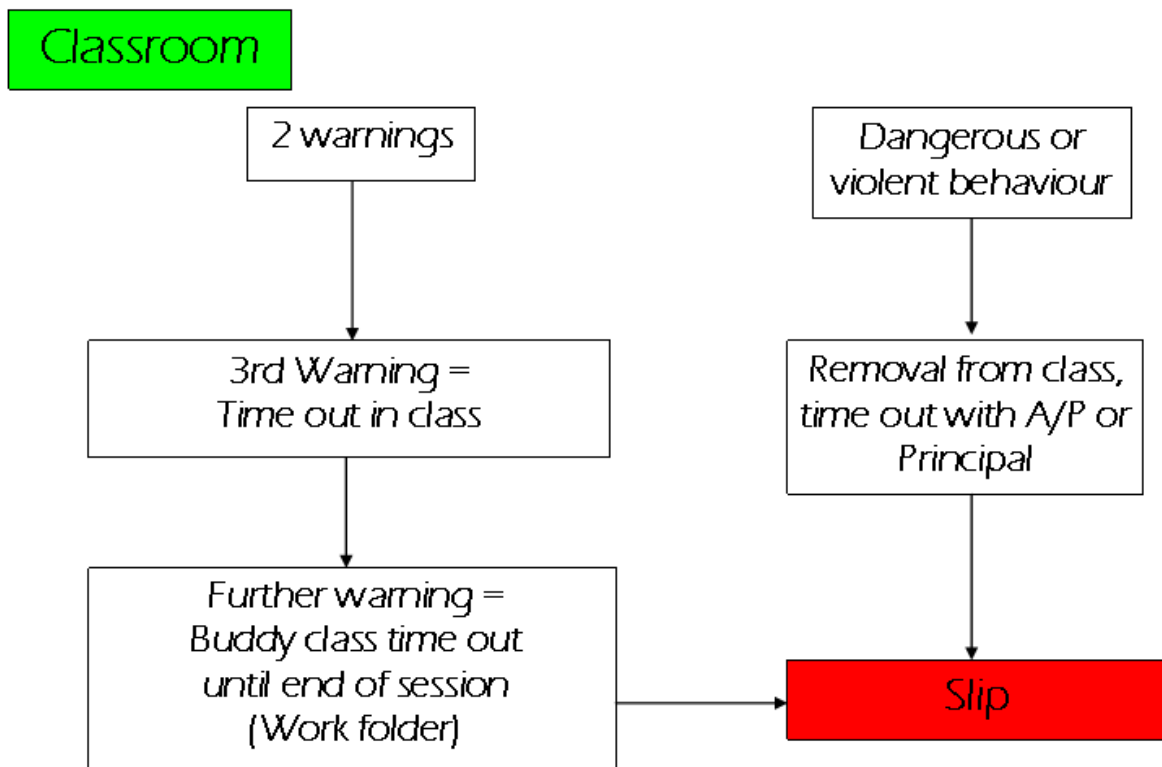 Classroom
2 warnings
3rd Warning =
Time out in class
Further warning =
Buddy class time out
until end of session
(Work folder)
Dangerous or
violent behaviour
Removal from class,
time out with A/P or
Principal
Slip